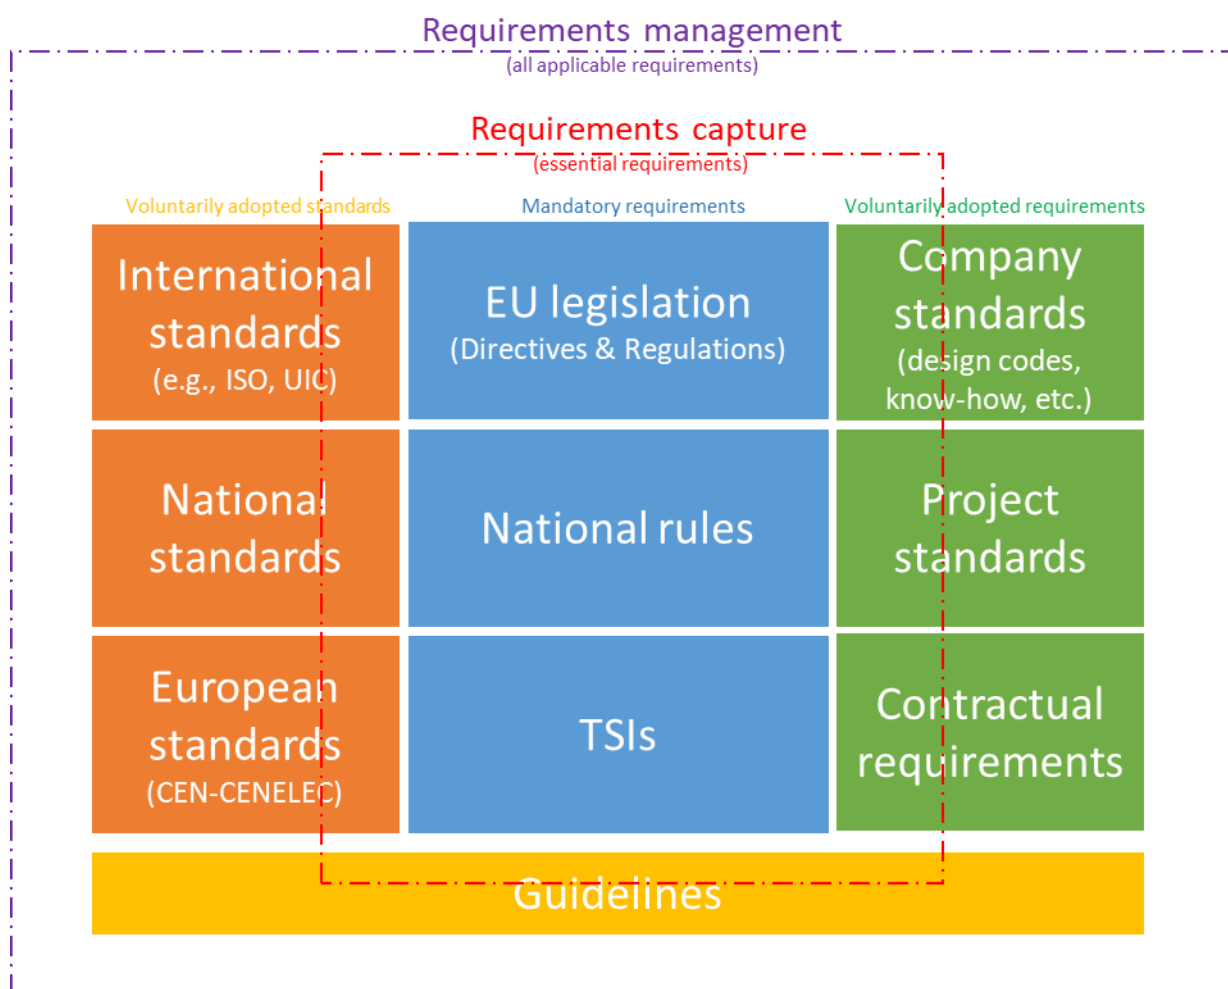 Requirements management
(all applicable requirements)
Requirements capture
(essential requirements)
Voluntarily adopted standards
Mandatory requirements
Voluntarily adopted requirements
International
standards
(e.g., ISO, UIC)
EU legislation
(Directives & Regulations)
Company
standards
(design codes,
know-how, etc.)
National
standards
National rules
Project
standards
European
standards
(CEN-CENELEC)
TSIs
Contractual
requirements
Guidelines